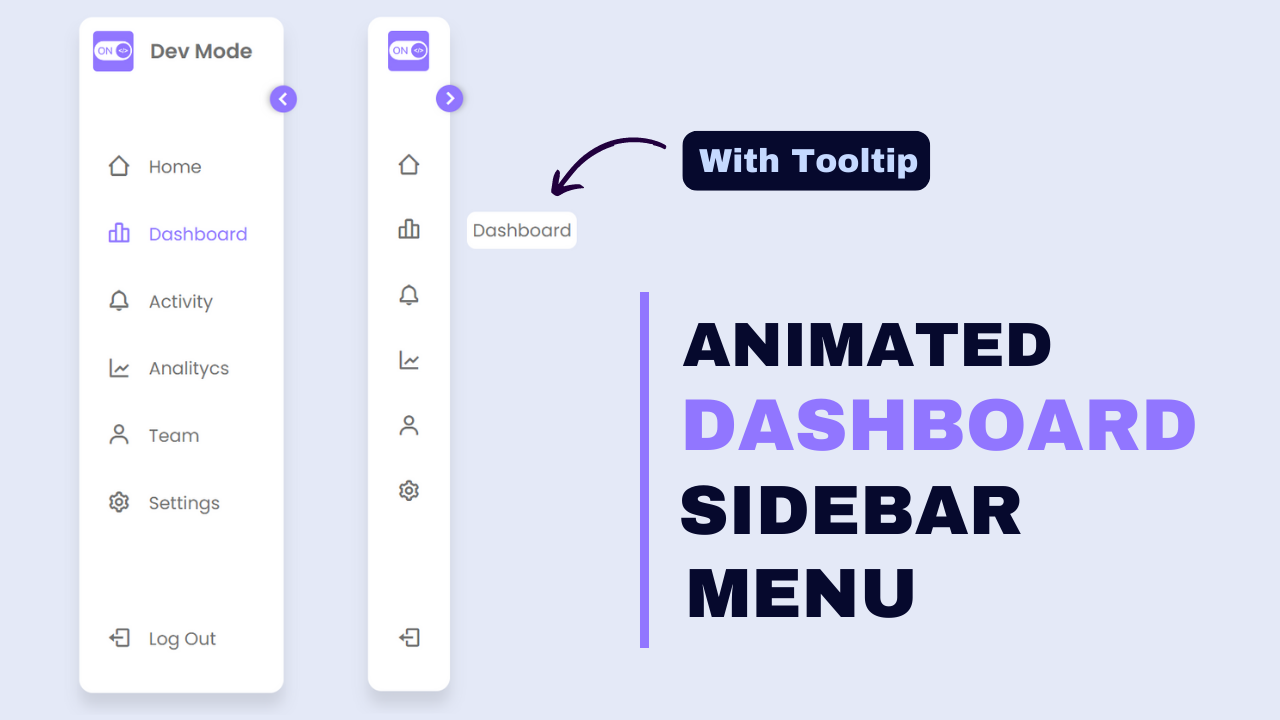 ON </>
Dev Mode
Home
Dashboard
Activity
Analitycs
Team
Settings
Log Out
ON </>
Dashboard
With Tooltip
ANIMATED
DASHBOARD
SIDEBAR
MENU